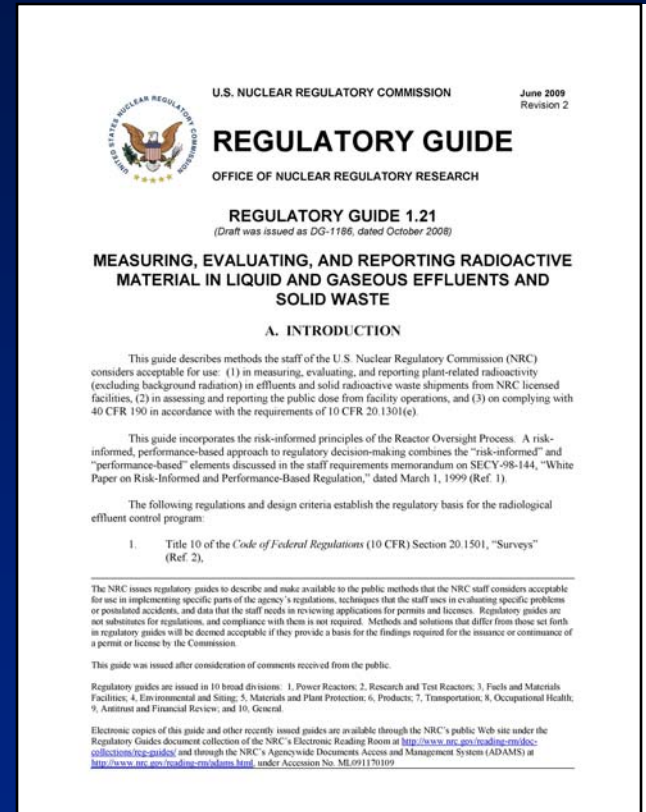 U.S. NUCLEAR REGULATORY COMMISSION
June 2009
Revision 2
UNITED STATES NUCLEAR REGULATORY COMMISSION
REGULATORY GUIDE
OFFICE OF NUCLEAR REGULATORY RESEARCH
REGULATORY GUIDE 1.21
(Draft was issued as DG-1186, dated October 2008)
MEASURING, EVALUATING, AND REPORTING RADIOACTIVE
MATERIAL IN LIQUID AND GASEOUS EFFLUENTS AND
SOLID WASTE
A. INTRODUCTION
This guide describes methods the staff of the U.S. Nuclear Regulatory Commission (NRC)
considers acceptable for use: (1) in measuring, evaluating, and reporting plant-related radioactivity
(excluding background radiation) in effluents and solid radioactive waste shipments from NRC licensed
facilities, (2) in assessing and reporting the public dose from facility operations, and (3) on complying with
40 CFR 190 in accordance with the requirements of 10 CFR 20.1301(e).
This guide incorporates the risk-informed principles of the Reactor Oversight Process. A risk-
informed, performance-based approach to regulatory decision-making combines the "risk-informed" and
"performance-based" elements discussed in the staff requirements memorandum on SECY-98-144, "White
Paper on Risk-Informed and Performance-Based Regulation," dated March 1, 1999 (Ref. 1).
The following regulations and design criteria establish the regulatory basis for the radiological
effluent control program:
1. Title 10 of the Code of Federal Regulations (10 CFR) Section 20.1501, "Surveys"
(Ref. 2),
The NRC issues regulatory guides to describe and make available to the public methods that the NRC staff considers acceptable
for use in implementing specific parts of the agency's regulations, techniques that the staff uses in evaluating specific problems
or postulated accidents, and data that the staff needs in reviewing applications for permits and licenses. Regulatory guides are
not substitutes for regulations, and compliance with them is not required. Methods and solutions that differ from those set forth
in regulatory guides will be deemed acceptable if they provide a basis for the findings required for the issuance or continuance of
a permit or license by the Commission.
This guide was issued after consideration of comments received from the public.
Regulatory guides are issued in 10 broad divisions: 1, Power Reactors; 2, Research and Test Reactors; 3, Fuels and Materials
Facilities; 4, Environmental and Siting; 5, Materials and Plant Protection; 6, Products; 7, Transportation; 8, Occupational Health;
9, Antitrust and Financial Review; and 10, General.
Electronic copies of this guide and other recently issued guides are available through the NRC's public Web site under the
Regulatory Guides document collection of the NRC's Electronic Reading Room at http://www.nrc.gov/reading-rm/doc-
collections/reg-guides/ and through the NRC's Agencywide Documents Access and Management System (ADAMS) at
http://www.nrc.gov/reading-rm/adams.html, under Accession No. ML091170109